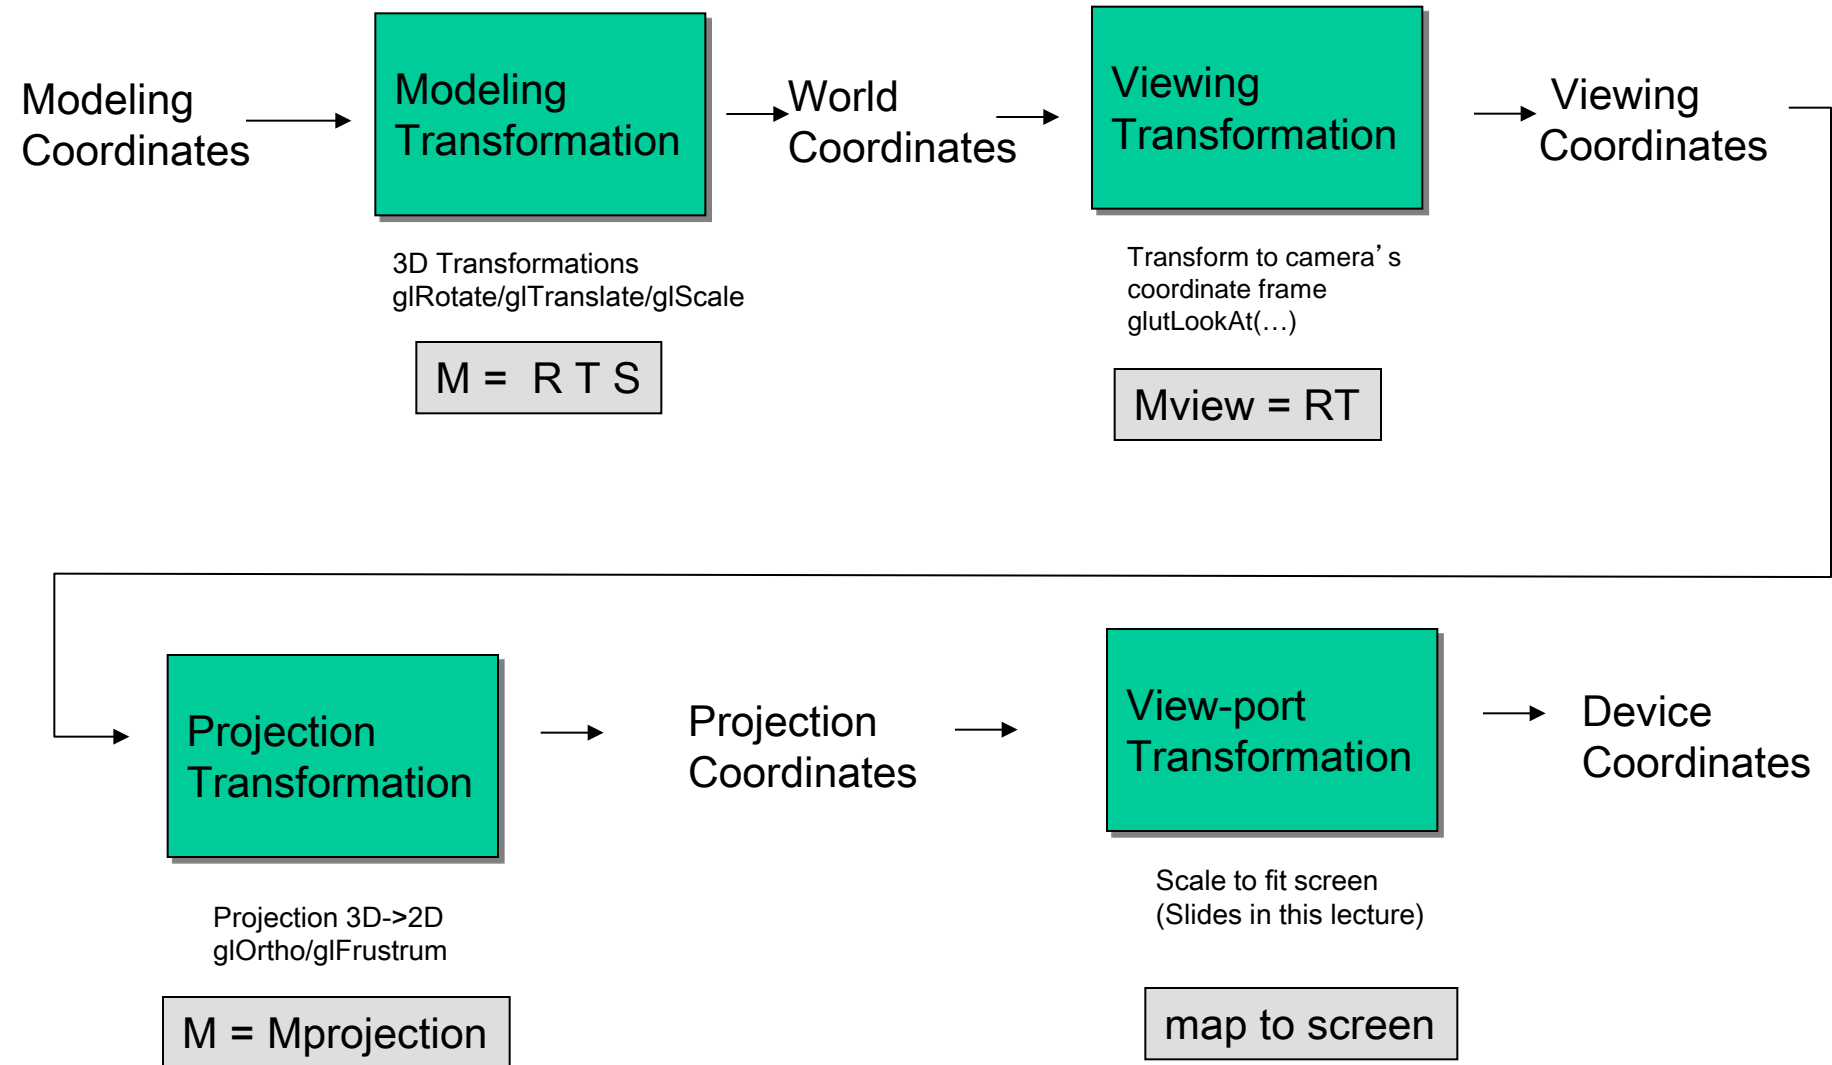 Modeling
Coordinates
Modeling
Transformation
World
Coordinates
Viewing
Transformation
Viewing
Coordinates
3D Transformations
glRotate/glTranslate/glScale
M =  R T S
Transform to camera’s
coordinate frame
glutLookAt(…)
Mview = RT
Projection
Transformation
Projection
Coordinates
View-port
Transformation
Device
Coordinates
Projection 3D->2D
glOrtho/glFrustrum
M = Mprojection
Scale to fit screen
(Slides in this lecture)
map to screen